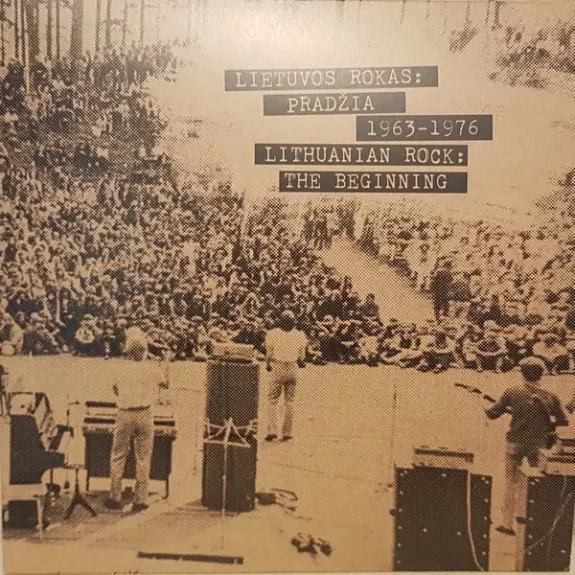 LIETUVOS ROKAS:
PRADŽIA
1963-1976
LITHUANIAN ROCK:
THE BEGINNING